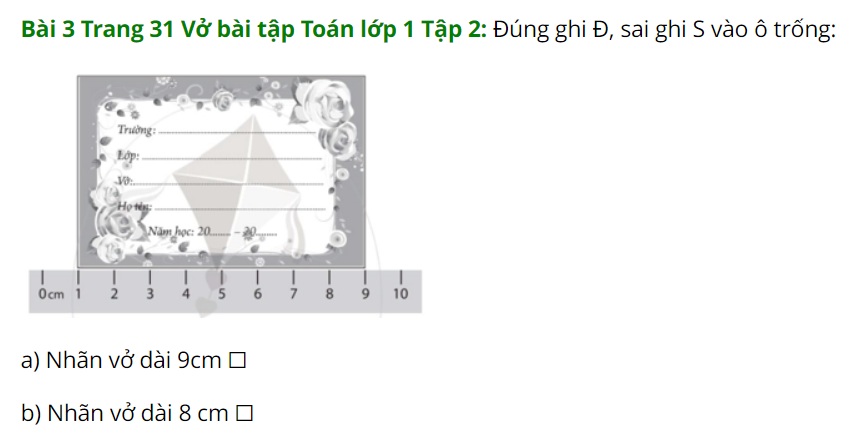 Bài 3 Trang 31 Vở bài tập Toán lớp 1 Tập 2: Đúng ghi Đ, sai ghi S vào ô trống:
Trường:
Lớp:
Vở:
Họ tên:
Năm học: 20........ – 20........
0cm 1 2 3 4 5 6 7 8 9 10
a) Nhãn vở dài 9cm ☐
b) Nhãn vở dài 8 cm ☐